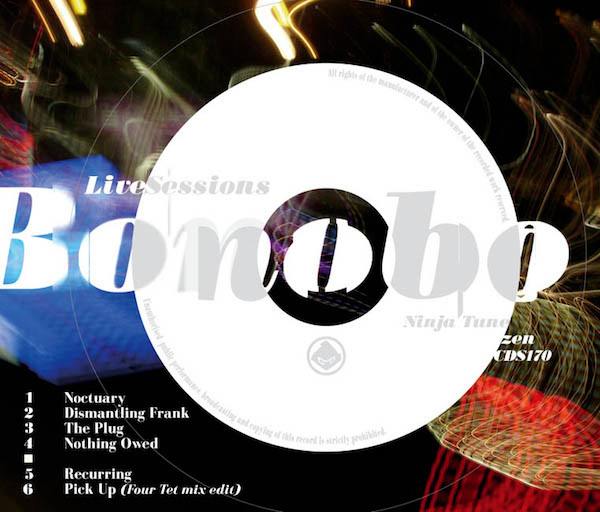 All rights of the manufacturer and of the owner of the recorded work reserved.
LiveSessions
Bonobo
Ninja Tune
zen
CDS170
Unauthorised public performance, broadcasting and copying of this record is strictly prohibited.
1 Noctuary
2 Dismantling Frank
3 The Plug
4 Nothing Owed
5 Recurring
6 Pick Up (Four Tet mix edit)